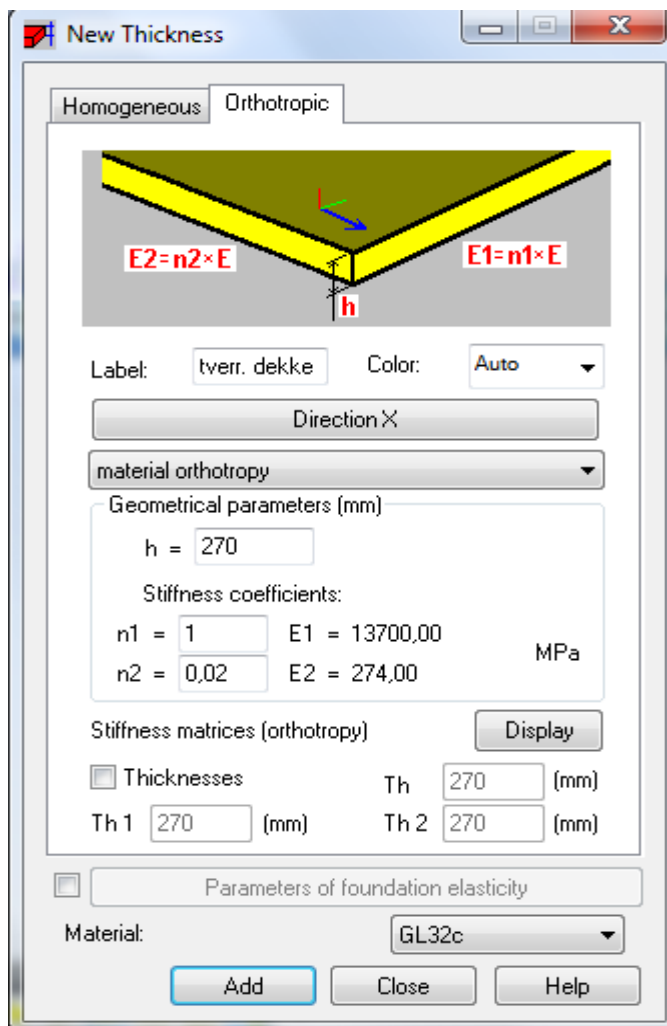 New Thickness
Homogeneous Orthotropic
E2=n2×E E1=n1×E
h
Label: tverr. dekke Color: Auto
Direction X
material orthotropy
Geometrical parameters (mm)
h = 270
Stiffness coefficients:
n1 = 1 E1 = 13700,00
MPa
n2 = 0,02 E2 = 274,00
Stiffness matrices (orthotropy) Display
Thicknesses Th 270 (mm)
Th 1 270 (mm) Th 2 270 (mm)
Parameters of foundation elasticity
Material: GL32c
Add Close Help